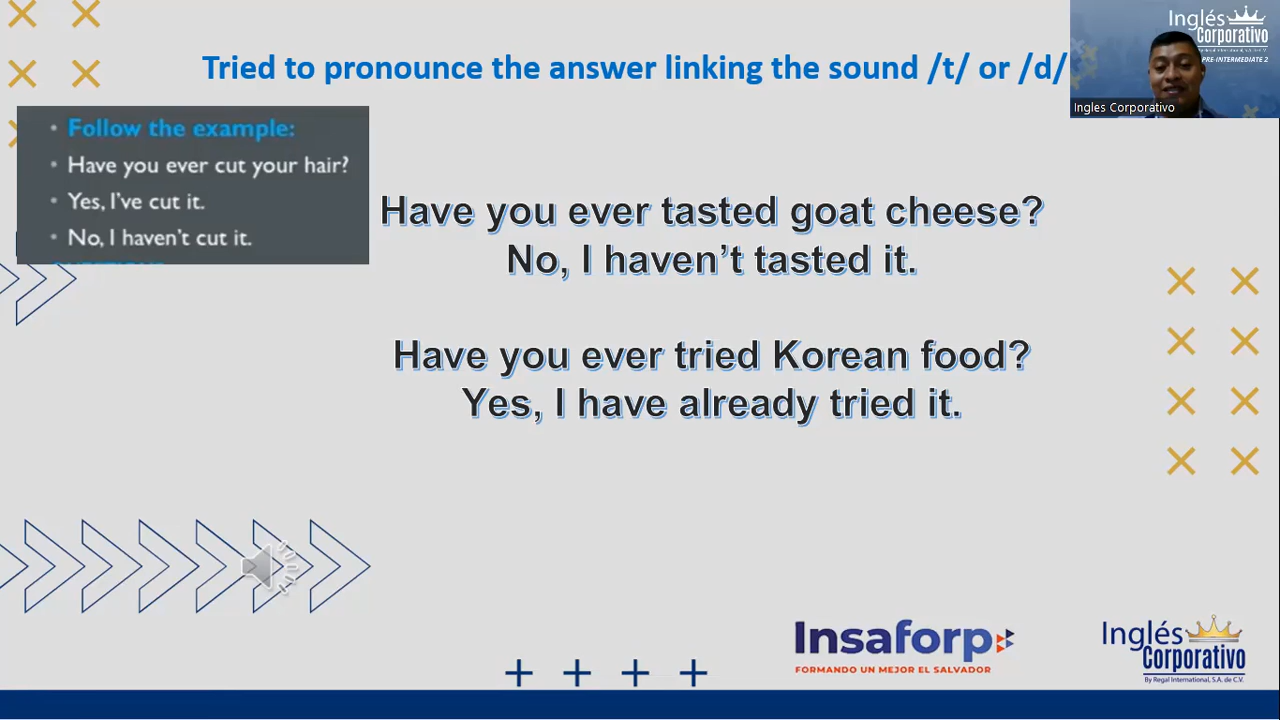 Tried to pronounce the answer linking the sound /t/ or /d/
Inglés
Corporativo
PRE-INTERMEDIATE 2
Ingles Corporativo
• Follow the example:
• Have you ever cut your hair?
• Yes, I've cut it.
• No, I haven't cut it.
Have you ever tasted goat cheese?
No, I haven't tasted it.
Have you ever tried Korean food?
Yes, I have already tried it.
Insaforp
FORMANDO UN MEJOR EL SALVADOR
Inglés
Corporativo
By Regal International, S.A. de C.V.